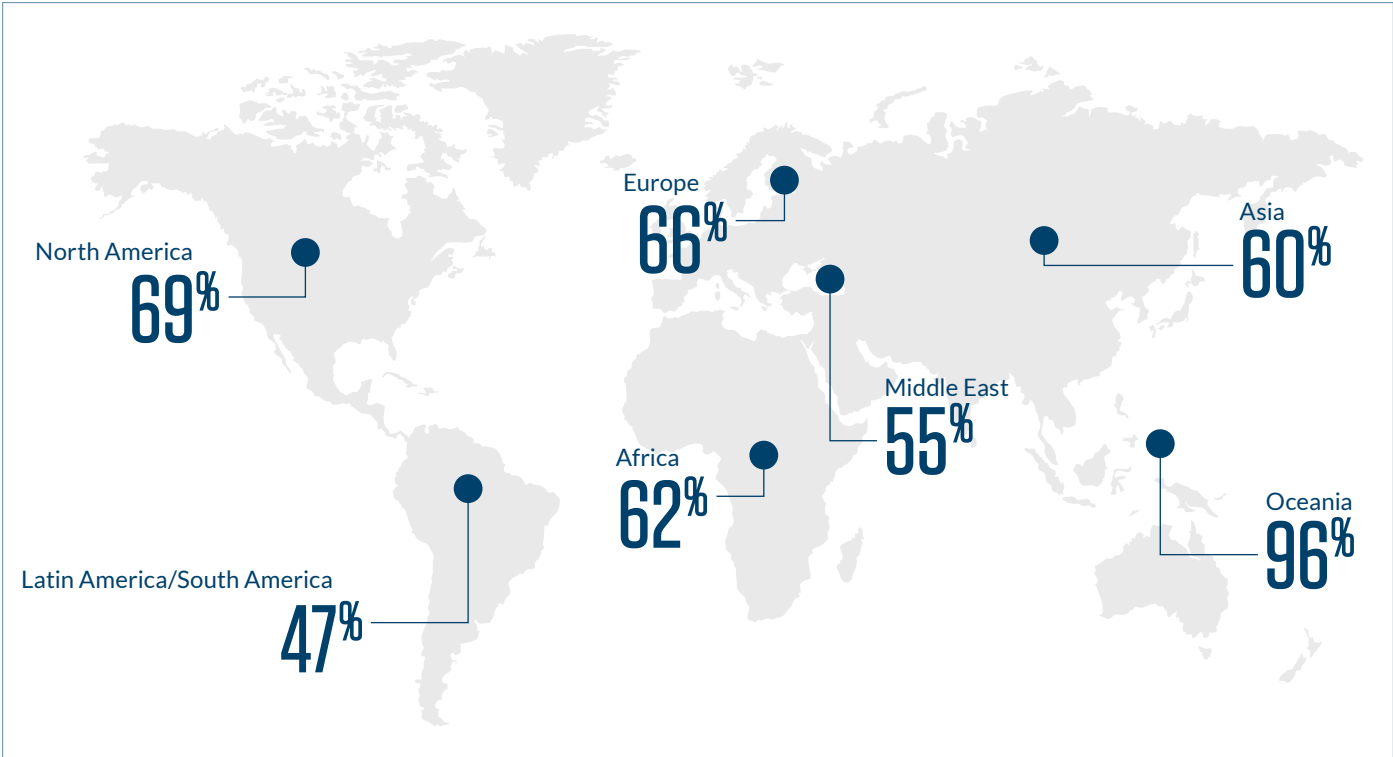 Europe
66%
Asia
60%
North America
69%
Middle East
55%
Africa
62%
Oceania
96%
Latin America/South America
47%